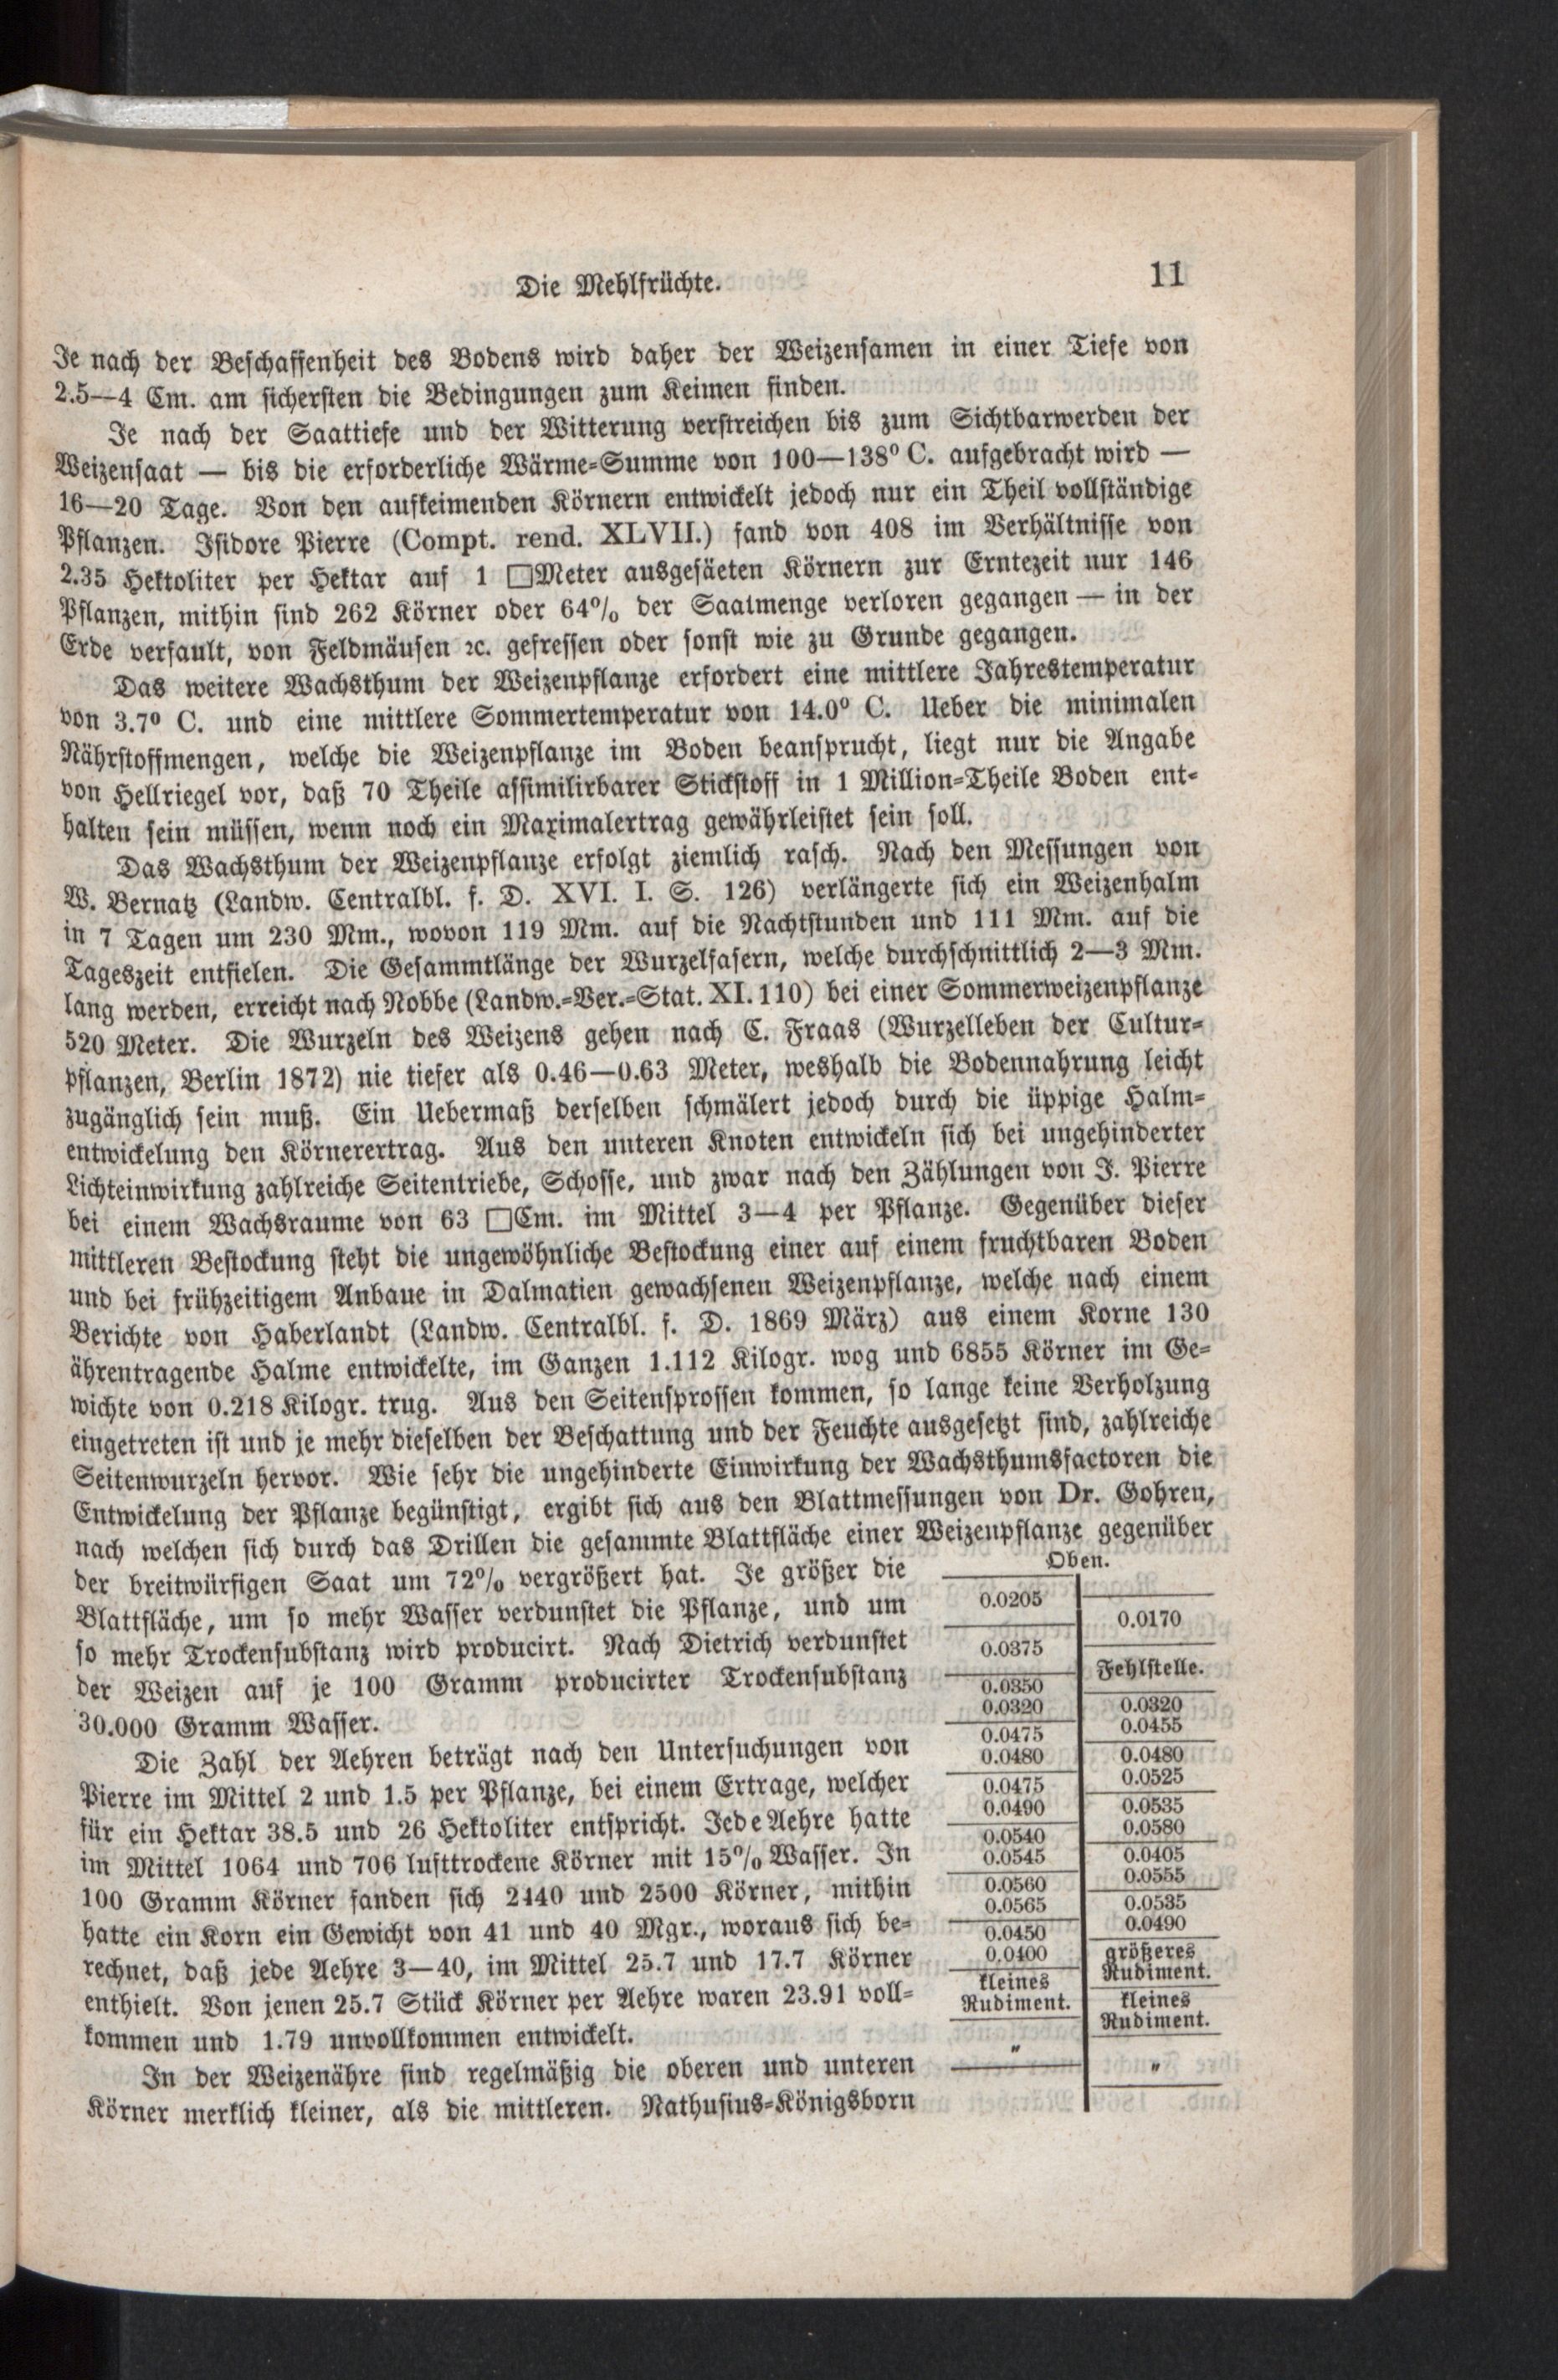 Die Mehlfrüchte.
11
Je nach der Beschaffenheit des Bodens wird daher der Weizensamen in einer Tiefe von
2.5—4 Cm. am sichersten die Bedingungen zum Keimen finden.
Je nach der Saattiefe und der Witterung verstreichen bis zum Sichtbarwerden der
Weizensaat — bis die erforderliche Wärme-Summe von 100—138° C. aufgebracht wird —
16—20 Tage. Von den aufkeimenden Körnern entwickelt jedoch nur ein Theil vollständige
Pflanzen. Isidore Pierre (Compt. rend. XLVII.) fand von 408 im Verhältnisse von
2.35 Hektoliter per Hektar auf 1 □Meter ausgesäeten Körnern zur Erntezeit nur 146
Pflanzen, mithin sind 262 Körner oder 64% der Saatmenge verloren gegangen — in der
Erde verfault, von Feldmäusen ꝛc. gefressen oder sonst wie zu Grunde gegangen.
Das weitere Wachsthum der Weizenpflanze erfordert eine mittlere Jahrestemperatur
von 3.7° C. und eine mittlere Sommertemperatur von 14.0° C. Ueber die minimalen
Nährstoffmengen, welche die Weizenpflanze im Boden beansprucht, liegt nur die Angabe
von Hellriegel vor, daß 70 Theile assimilirbarer Stickstoff in 1 Million-Theile Boden ent-
halten sein müssen, wenn noch ein Maximalertrag gewährleistet sein soll.
Das Wachsthum der Weizenpflanze erfolgt ziemlich rasch. Nach den Messungen von
W. Bernatz (Landw. Centralbl. f. D. XVI. I. S. 126) verlängerte sich ein Weizenhalm
in 7 Tagen um 230 Mm., wovon 119 Mm. auf die Nachtstunden und 111 Mm. auf die
Tageszeit entfielen. Die Gesammtlänge der Wurzelfasern, welche durchschnittlich 2—3 Mm.
lang werden, erreicht nach Nobbe (Landw.-Ver.-Stat. XI. 110) bei einer Sommerweizenpflanze
520 Meter. Die Wurzeln des Weizens gehen nach C. Fraas (Wurzelleben der Cultur-
pflanzen, Berlin 1872) nie tiefer als 0.46—0.63 Meter, weshalb die Bodennahrung leicht
zugänglich sein muß. Ein Uebermaß derselben schmälert jedoch durch die üppige Halm-
entwickelung den Körnerertrag. Aus den unteren Knoten entwickeln sich bei ungehinderter
Lichteinwirkung zahlreiche Seitentriebe, Schosse, und zwar nach den Zählungen von J. Pierre
bei einem Wachsraume von 63 □Cm. im Mittel 3—4 per Pflanze. Gegenüber dieser
mittleren Bestockung steht die ungewöhnliche Bestockung einer auf einem fruchtbaren Boden
und bei frühzeitigem Anbaue in Dalmatien gewachsenen Weizenpflanze, welche nach einem
Berichte von Haberlandt (Landw. Centralbl. f. D. 1869 März) aus einem Korne 130
ährentragende Halme entwickelte, im Ganzen 1.112 Kilogr. wog und 6855 Körner im Ge-
wichte von 0.218 Kilogr. trug. Aus den Seitensprossen kommen, so lange keine Verholzung
eingetreten ist und je mehr dieselben der Beschattung und der Feuchte ausgesetzt sind, zahlreiche
Seitenwurzeln hervor. Wie sehr die ungehinderte Einwirkung der Wachsthumsfactoren die
Entwickelung der Pflanze begünstigt, ergibt sich aus den Blattmessungen von Dr. Gohren,
nach welchen sich durch das Drillen die gesammte Blattfläche einer Weizenpflanze gegenüber
der breitwürfigen Saat um 72% vergrößert hat. Je größer die
Blattfläche, um so mehr Wasser verdunstet die Pflanze, und um
so mehr Trockensubstanz wird producirt. Nach Dietrich verdunstet
der Weizen auf je 100 Gramm producirter Trockensubstanz
30.000 Gramm Wasser.
Die Zahl der Aehren beträgt nach den Untersuchungen von
Pierre im Mittel 2 und 1.5 per Pflanze, bei einem Ertrage, welcher
für ein Hektar 38.5 und 26 Hektoliter entspricht. Jede Aehre hatte
im Mittel 1064 und 706 lufttrockene Körner mit 15% Wasser. In
100 Gramm Körner fanden sich 2440 und 2500 Körner, mithin
hatte ein Korn ein Gewicht von 41 und 40 Mgr., woraus sich be-
rechnet, daß jede Aehre 3—40, im Mittel 25.7 und 17.7 Körner
enthielt. Von jenen 25.7 Stück Körner per Aehre waren 23.91 voll-
kommen und 1.79 unvollkommen entwickelt.
In der Weizenähre sind regelmäßig die oberen und unteren
Körner merklich kleiner, als die mittleren. Nathusius-Königsborn
Oben.
0.0205
0.0170
0.0375
Fehlstelle.
0.0350
0.0320 0.0320
0.0455
0.0475
0.0480 0.0480
0.0525
0.0475
0.0490 0.0535
0.0580
0.0540
0.0545 0.0405
0.0555
0.0560
0.0565 0.0535
0.0490
0.0450
0.0400 größeres
Rudiment.
kleines
Rudiment. kleines
Rudiment.
"
"